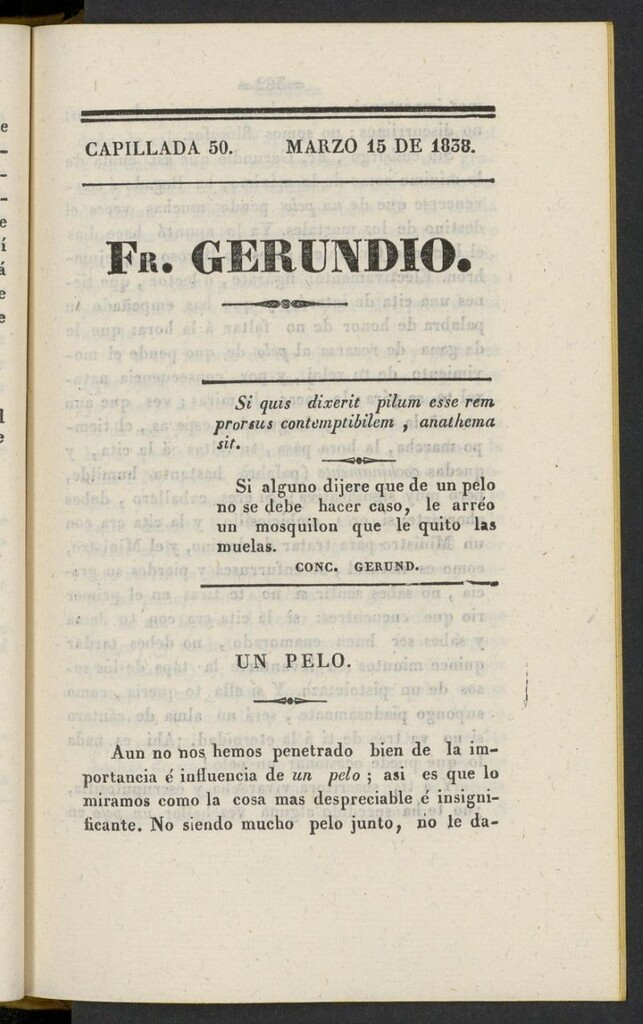 CAPILLADA 50. MARZO 15 DE 1838.
FR. GERUNDIO.
Si quis dixerit pilum esse rem
prorsus contemptibilem , anathema
sit.
Si alguno dijere que de un pelo
no se debe hacer caso, le arréo
un mosquilon que le quito las
muelas.
CONC. GERUND.
UN PELO.
Aun no nos hemos penetrado bien de la im-
portancia é influencia de un pelo ; asi es que lo
miramos como la cosa mas despreciable é insigni-
ficante. No siendo mucho pelo junto, no le da-